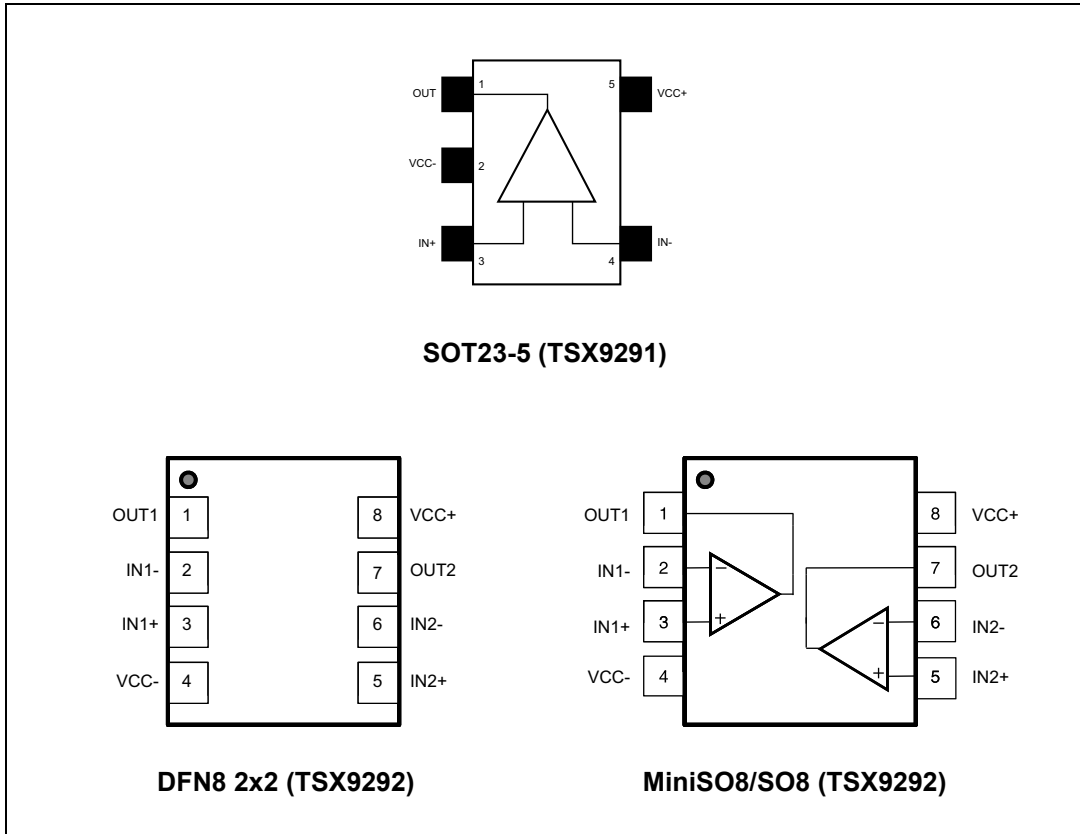 OUT 1 5 VCC+
VCC- 2
IN+ IN-
3 4
SOT23-5 (TSX9291)
OUT1 1 8 VCC+
IN1- 2 7 OUT2
IN1+ 3 6 IN2-
VCC- 4 5 IN2+
DFN8 2x2 (TSX9292)
OUT1 1 8 VCC+
IN1- 2 − 7 OUT2
IN1+ 3 + − 6 IN2-
VCC- 4 + 5 IN2+
MiniSO8/SO8 (TSX9292)